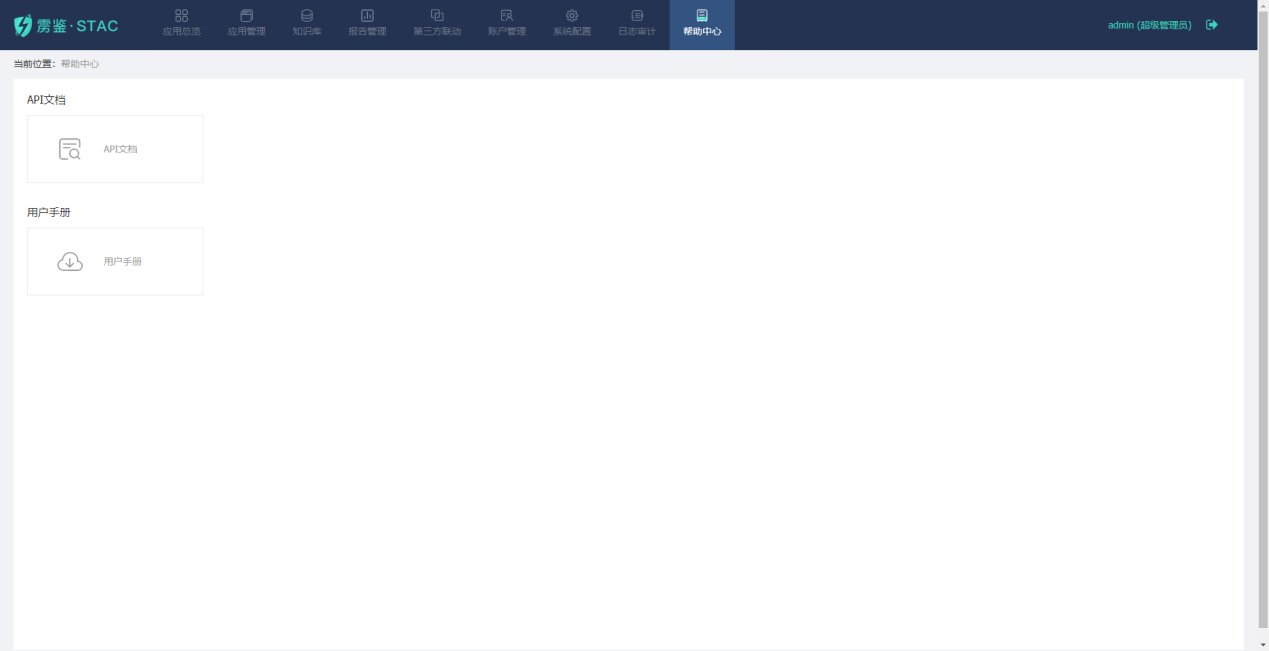 雳鉴·STAC
应用总览
应用管理
知识库
报告管理
第三方联动
账户管理
系统配置
日志审计
帮助中心
admin (超级管理员)
当前位置：帮助中心
API文档
API文档
用户手册
用户手册